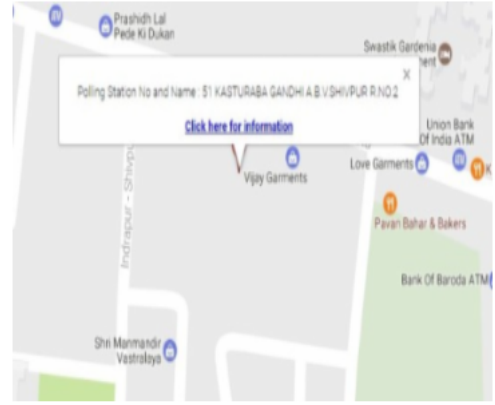 Prashidh Lal
Pede Ki Dukan
Swastik Gardenia
Polling Station No and Name : 51 KASTURABA GANDHI A.B.V.SHIVPUR R.NO.2
Click here for information
Union Bank
Of India ATM
Vijay Garments
Love Garments
K
Indrapur - Shivpu
Pavan Bahar & Bakers
Bank Of Baroda ATM
Shri Manmandir
Vastralaya